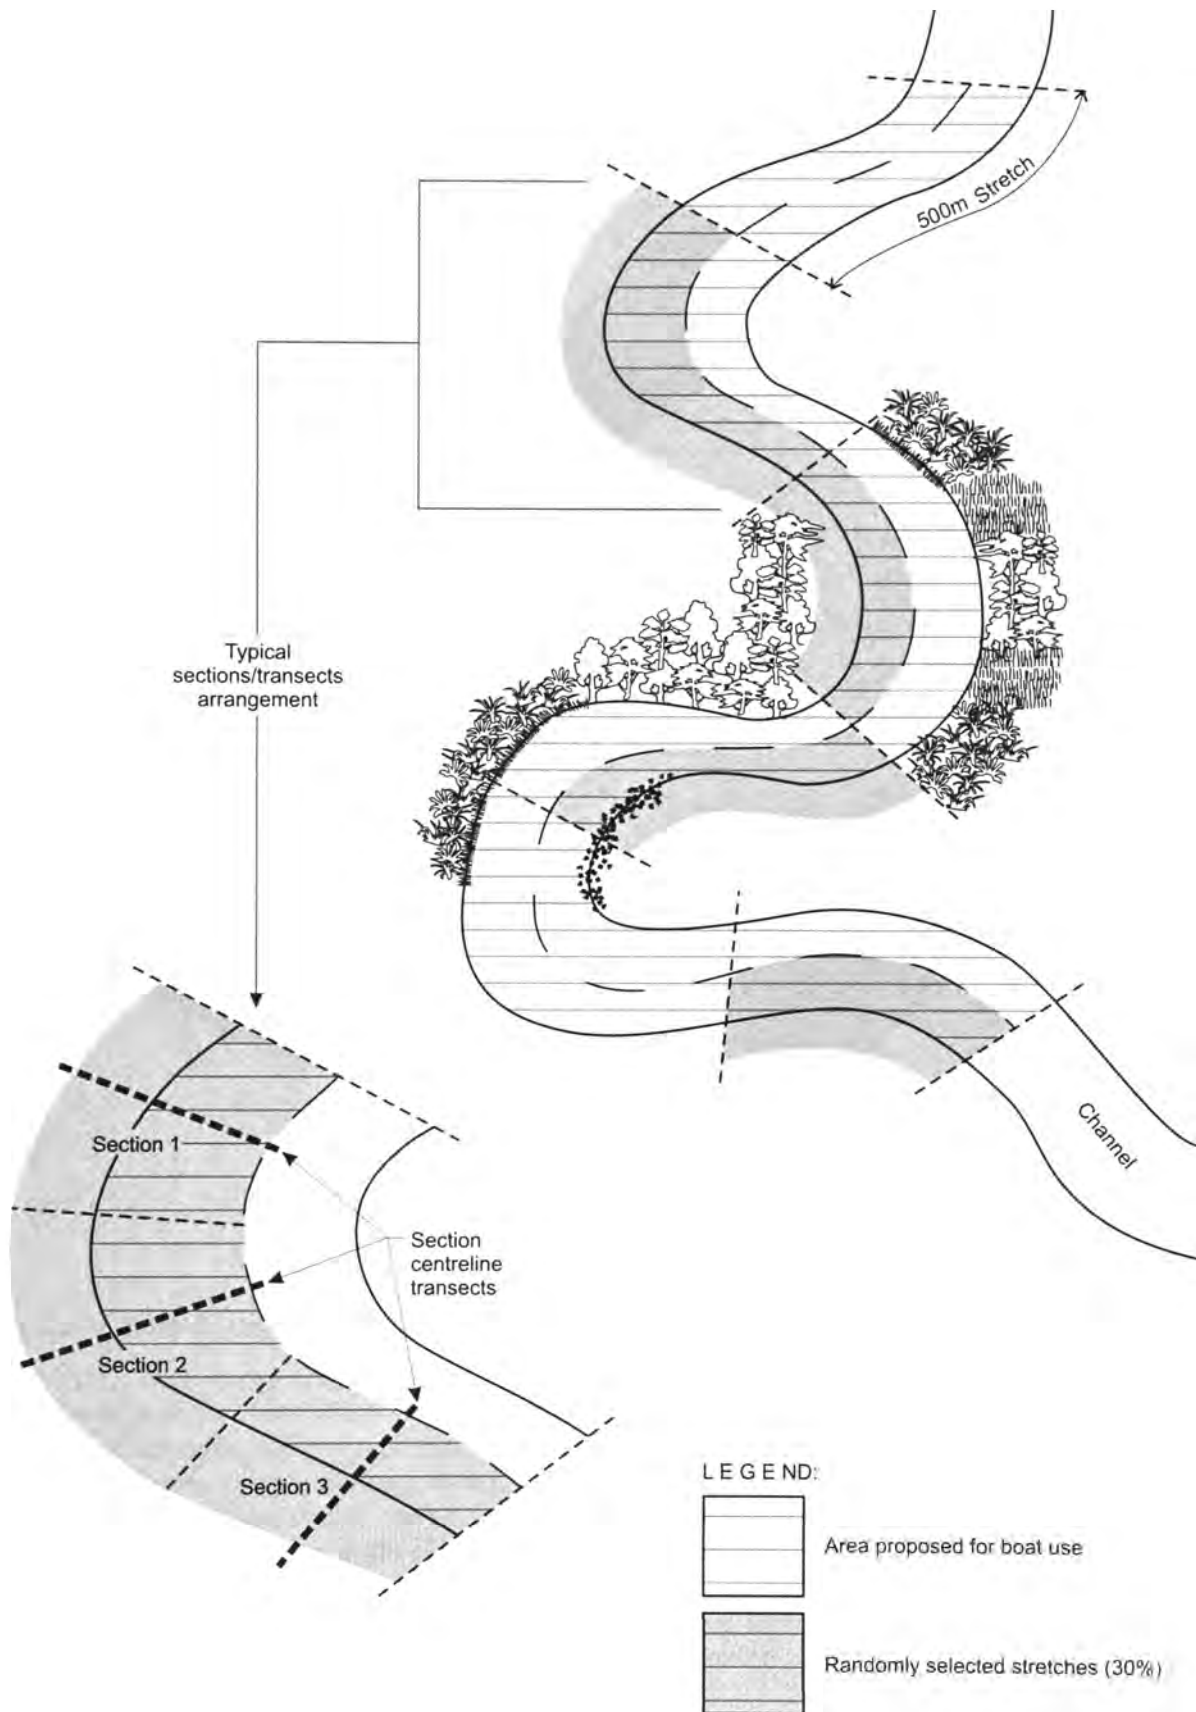 500m Stretch
Typical
sections/transects
arrangement
Channel
Section 1
Section
centreline
transects
Section 2
Section 3
L E G E N D:
Area proposed for boat use
Randomly selected stretches (30%)